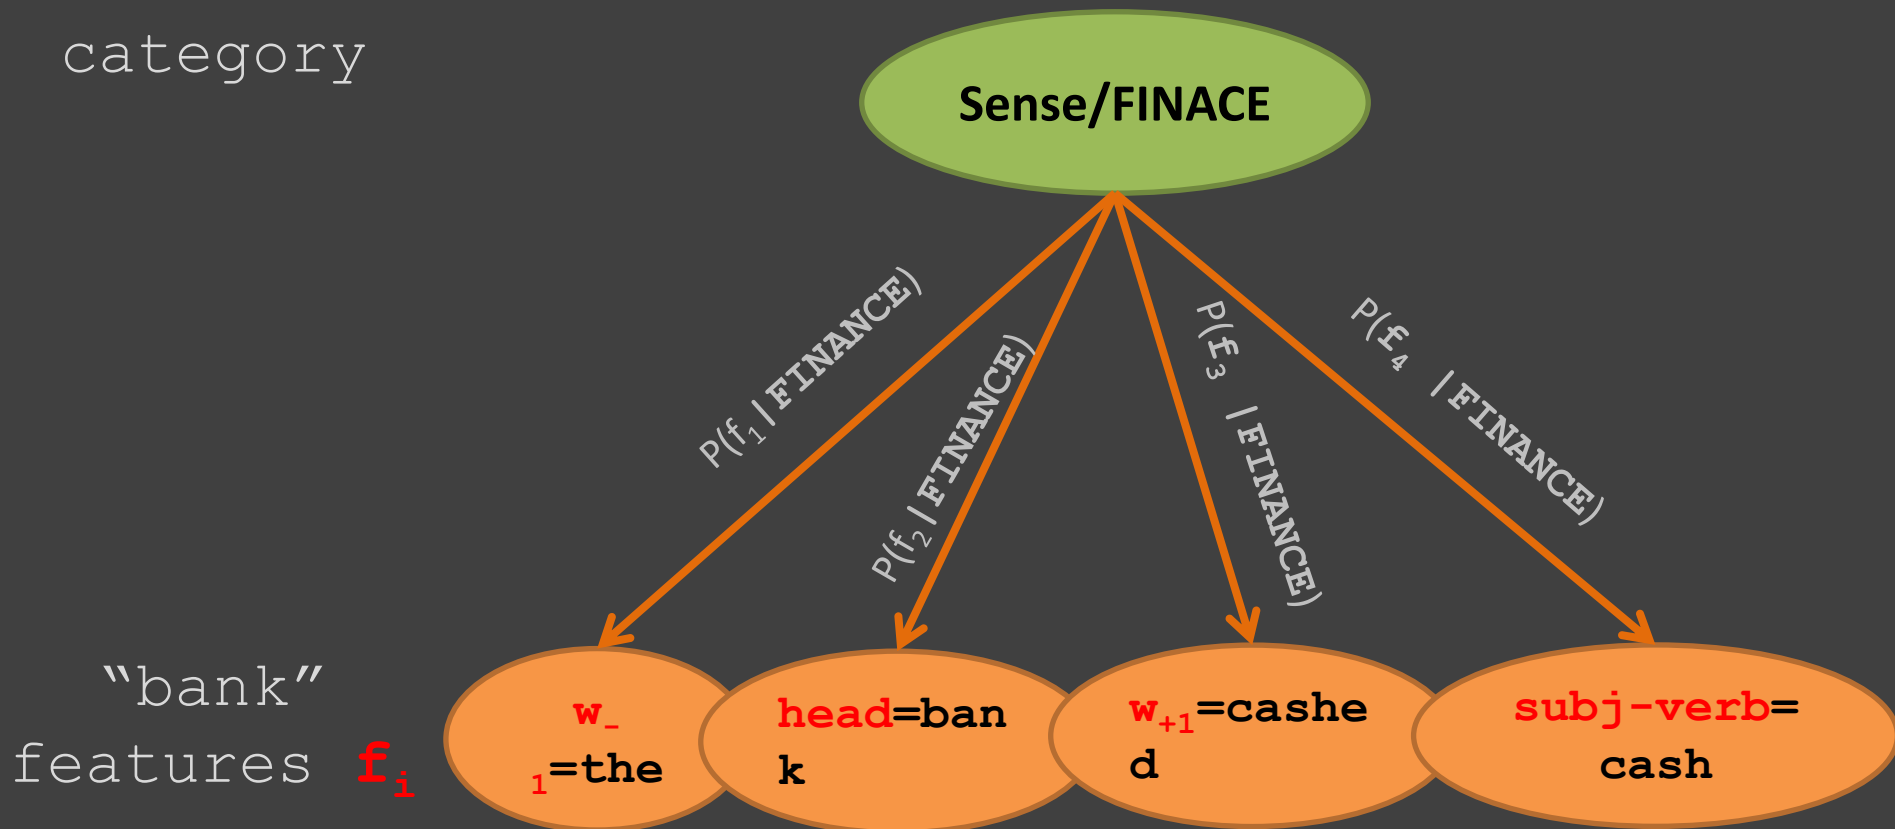 category
Sense/FINACE
P(f₁|FINANCE)
P(f₂|FINANCE)
P(f₃ |FINANCE)
P(f₄ |FINANCE)
“bank”
features fᵢ
w₋
₁=the
head=ban
k
w₊₁=cashe
d
subj-verb=
cash